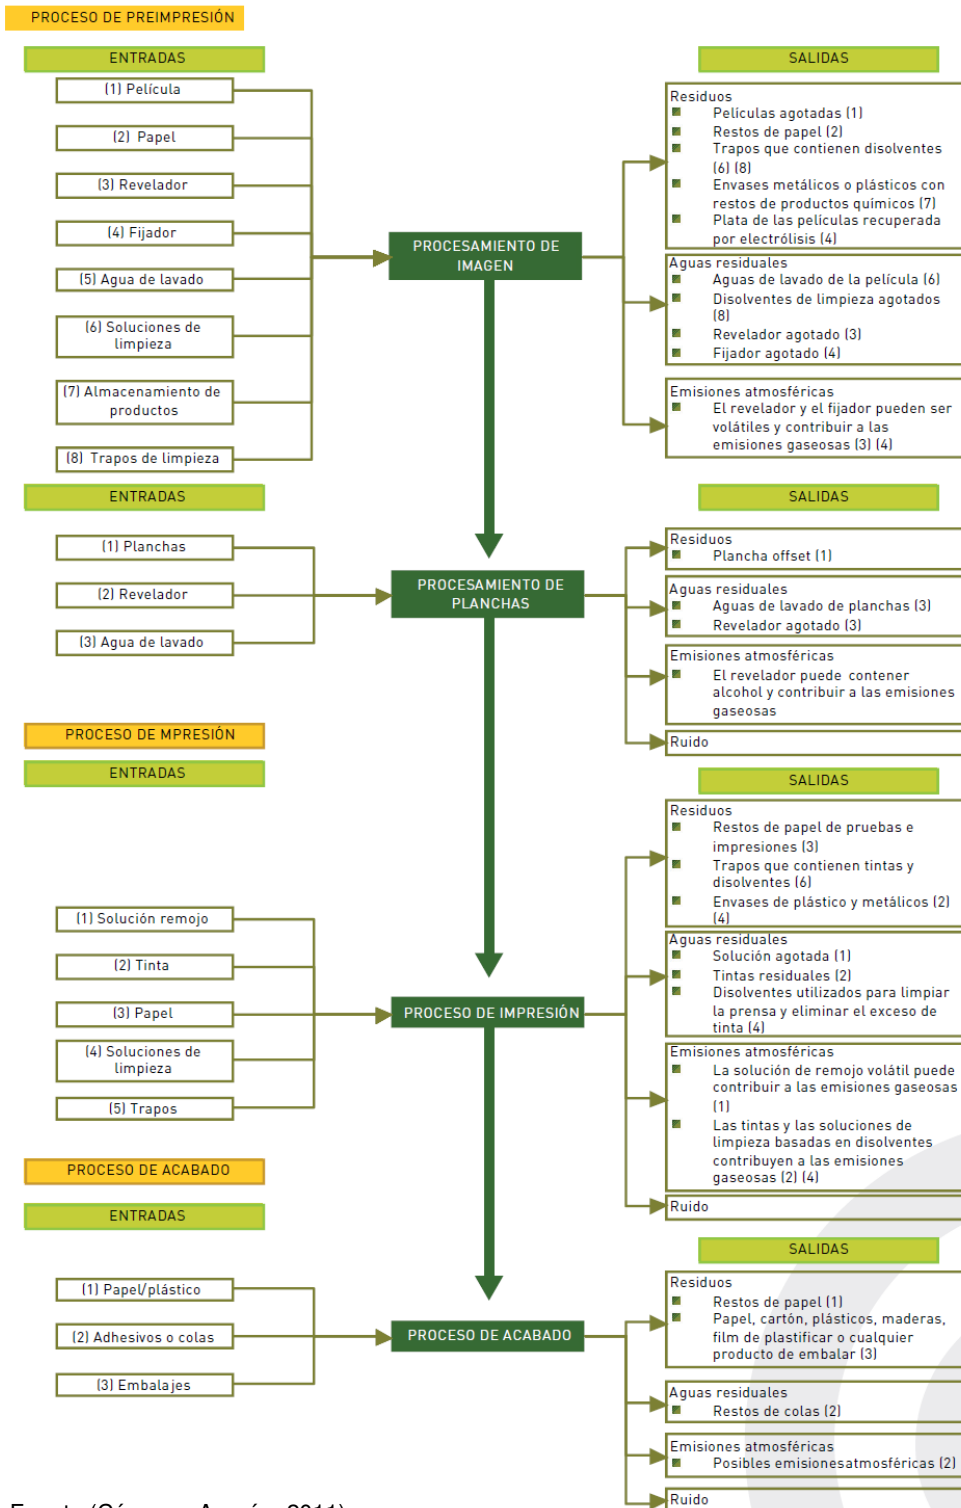 PROCESO DE PREIMPRESIÓN
ENTRADAS
(1) Película
(2) Papel
(3) Revelador
(4) Fijador
(5) Agua de lavado
(6) Soluciones de
limpieza
(7) Almacenamiento de
productos
(8) Trapos de limpieza
PROCESAMIENTO DE
IMAGEN
SALIDAS
Residuos
Películas agotadas (1)
Restos de papel (2)
Trapos que contienen disolventes
(6) (8)
Envases metálicos o plásticos con
restos de productos químicos (7)
Plata de las películas recuperada
por electrólisis (4)
Aguas residuales
Aguas de lavado de la película (6)
Disolventes de limpieza agotados
(8)
Revelador agotado (3)
Fijador agotado (4)
Emisiones atmosféricas
El revelador y el fijador pueden ser
volátiles y contribuir a las
emisiones gaseosas (3) (4)
ENTRADAS
(1) Planchas
(2) Revelador
(3) Agua de lavado
PROCESAMIENTO DE
PLANCHAS
SALIDAS
Residuos
Plancha offset (1)
Aguas residuales
Aguas de lavado de planchas (3)
Revelador agotado (3)
Emisiones atmosféricas
El revelador puede contener
alcohol y contribuir a las emisiones
gaseosas
Ruido
PROCESO DE MPRESIÓN
ENTRADAS
(1) Solución remojo
(2) Tinta
(3) Papel
(4) Soluciones de
limpieza
(5) Trapos
PROCESO DE IMPRESIÓN
SALIDAS
Residuos
Restos de papel de pruebas e
impresiones (3)
Trapos que contienen tintas y
disolventes (6)
Envases de plástico y metálicos (2)
(4)
Aguas residuales
Solución agotada (1)
Tintas residuales (2)
Disolventes utilizados para limpiar
la prensa y eliminar el exceso de
tinta (4)
Emisiones atmosféricas
La solución de remojo volátil puede
contribuir a las emisiones gaseosas
(1)
Las tintas y las soluciones de
limpieza basadas en disolventes
contribuyen a las emisiones
gaseosas (2) (4)
Ruido
PROCESO DE ACABADO
ENTRADAS
(1) Papel/plástico
(2) Adhesivos o colas
(3) Embalajes
PROCESO DE ACABADO
SALIDAS
Residuos
Restos de papel (1)
Papel, cartón, plásticos, maderas,
film de plastificar o cualquier
producto de embalar (3)
Aguas residuales
Restos de colas (2)
Emisiones atmosféricas
Posibles emisionesatmosféricas (2)
Ruido